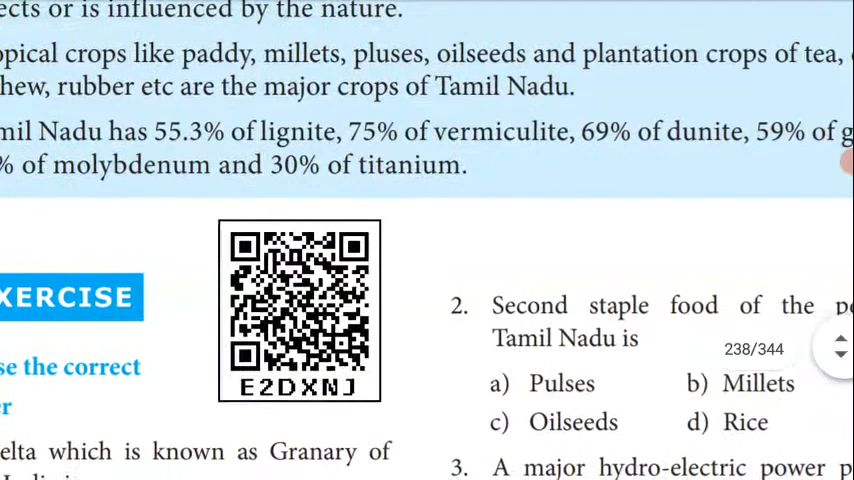 ects or is influenced by the nature.
opical crops like paddy, millets, pluses, oilseeds and plantation crops of tea,
hew, rubber etc are the major crops of Tamil Nadu.
mil Nadu has 55.3% of lignite, 75% of vermiculite, 69% of dunite, 59% of g
% of molybdenum and 30% of titanium.
XERCISE
se the correct
er
elta which is known as Granary of
E2DXNJ
2. Second staple food of the pe
Tamil Nadu is
238/344
a) Pulses b) Millets
c) Oilseeds d) Rice
3. A major hydro-electric power p